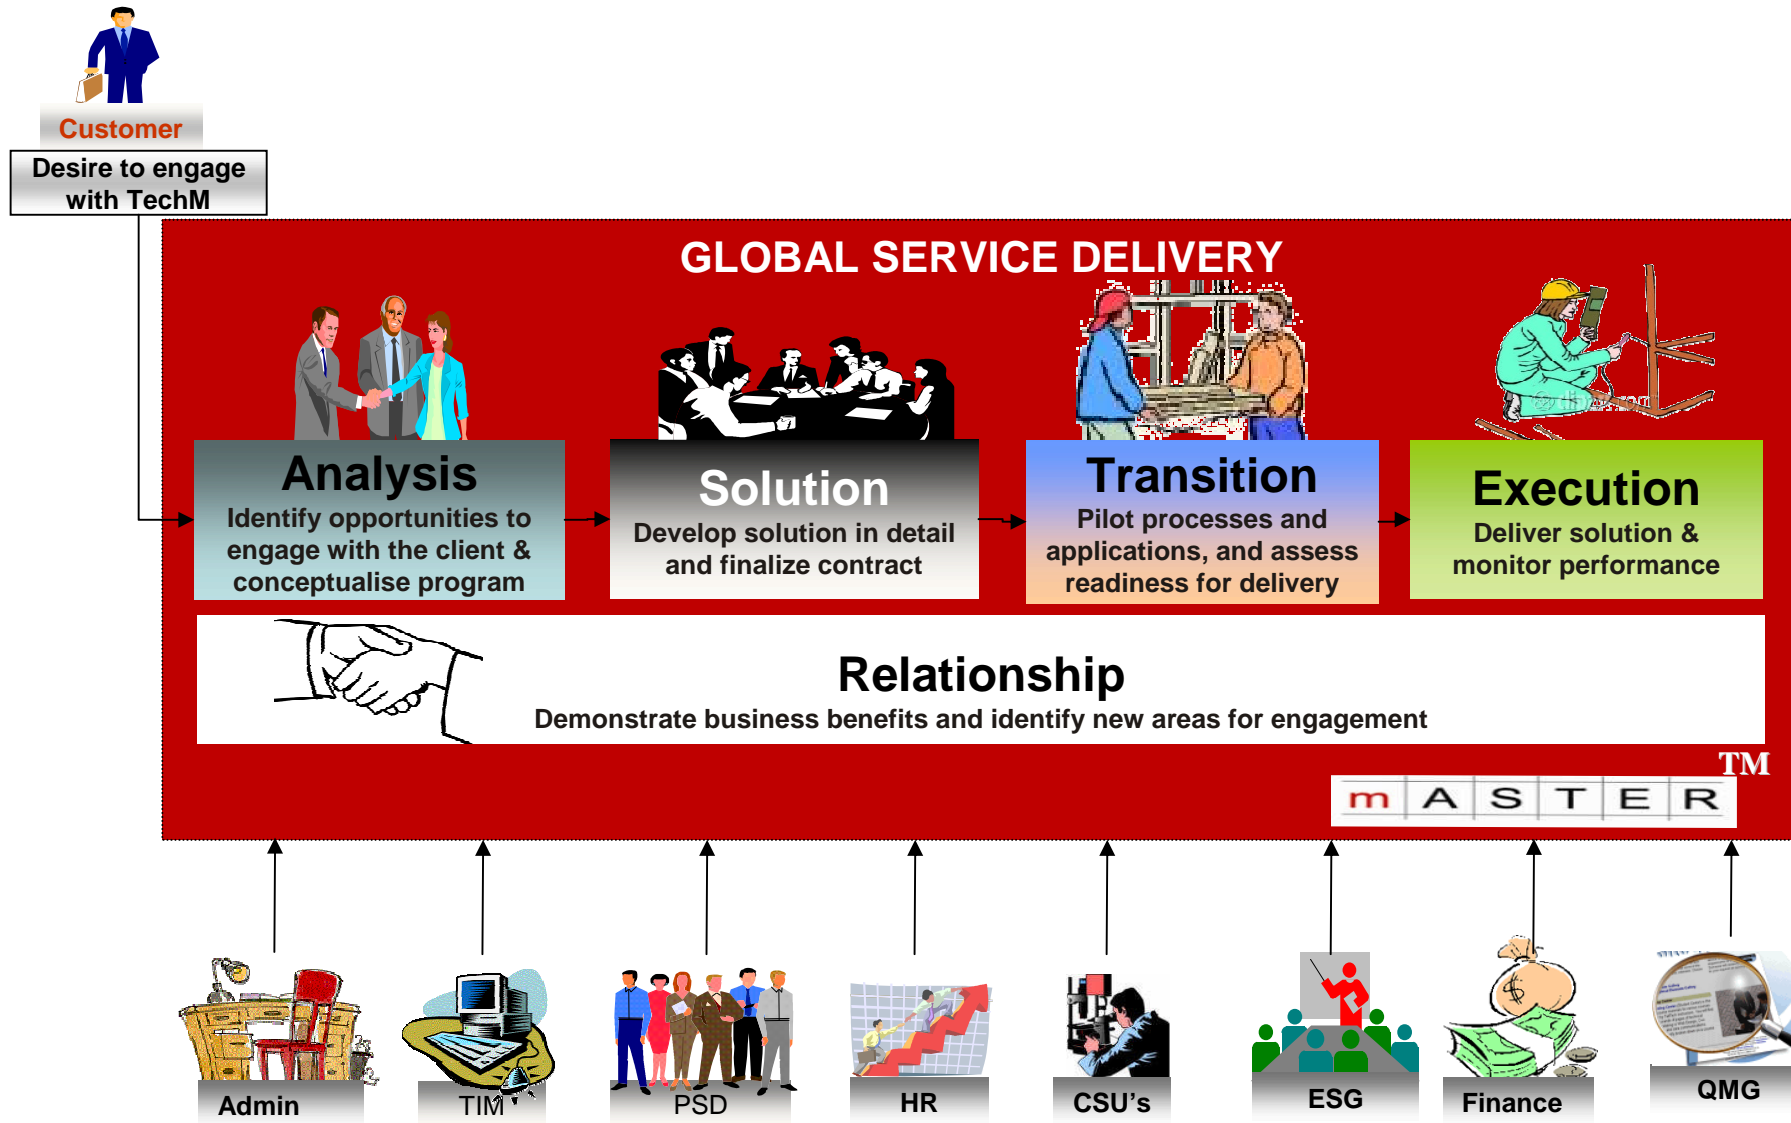 Customer
Desire to engage
with TechM
GLOBAL SERVICE DELIVERY
Analysis
Identify opportunities to
engage with the client &
conceptualise program
Solution
Develop solution in detail
and finalize contract
Transition
Pilot processes and
applications, and assess
readiness for delivery
Execution
Deliver solution &
monitor performance
Relationship
Demonstrate business benefits and identify new areas for engagement
TM
mASTER
Admin
TIM
PSD
HR
CSU's
ESG
Finance
QMG